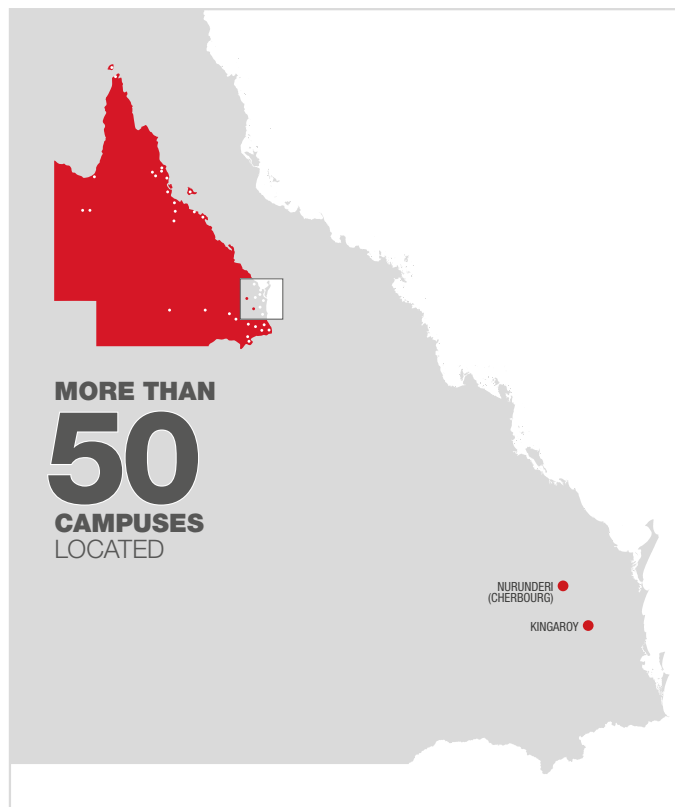 MORE THAN
50
CAMPUSES
LOCATED
NURUNDERI
(CHERBOURG)
KINGAROY